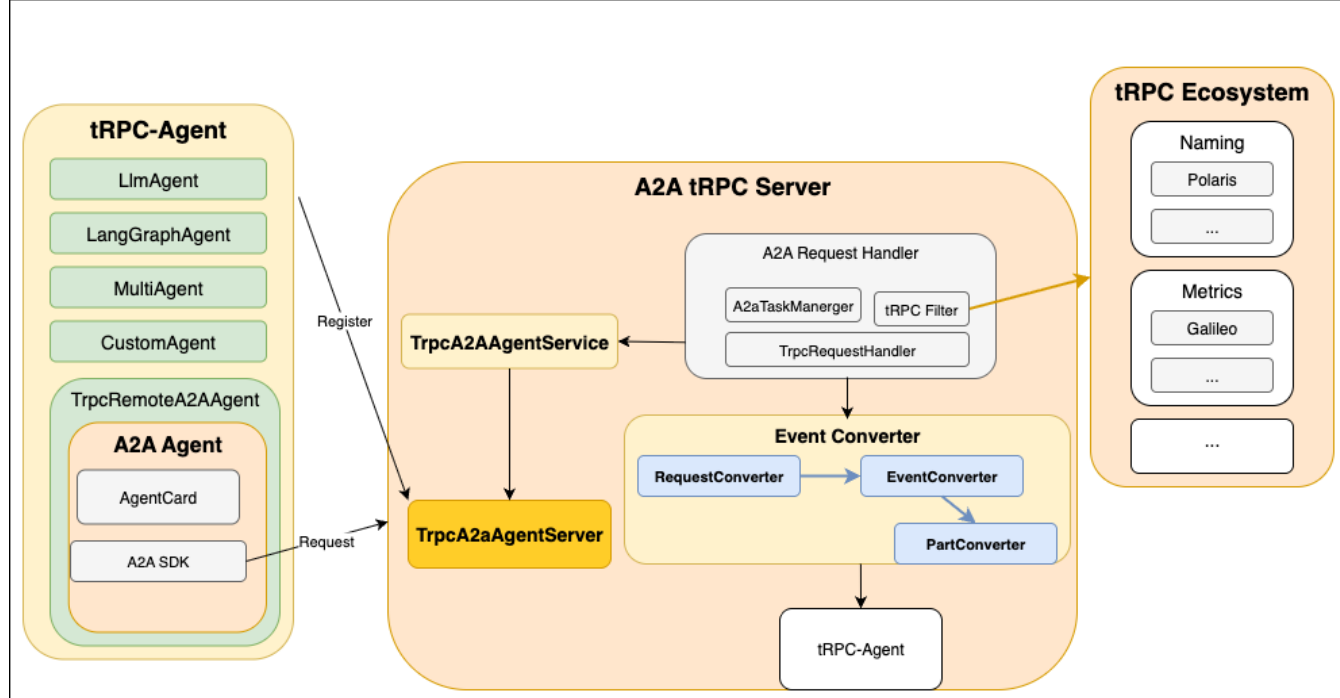 tRPC-Agent
LlmAgent
LangGraphAgent
MultiAgent
CustomAgent
TrpcRemoteA2AAgent
A2A Agent
AgentCard
A2A SDK
Register
Request
A2A tRPC Server
A2A Request Handler
A2aTaskManerger
tRPC Filter
TrpcRequestHandler
TrpcA2AAgentService
TrpcA2aAgentServer
Event Converter
RequestConverter
EventConverter
PartConverter
tRPC-Agent
tRPC Ecosystem
Naming
Polaris
...
Metrics
Galileo
...
...